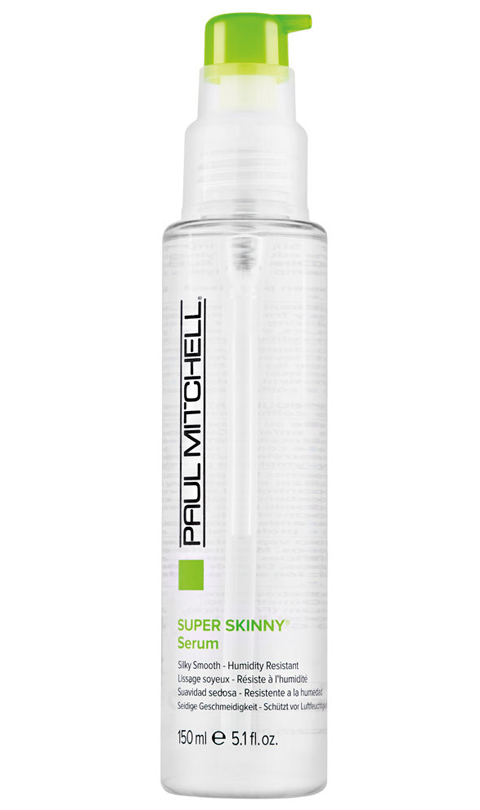 PAUL MITCHELL®
SUPER SKINNY®
Serum
Silky Smooth - Humidity Resistant
Lissage soyeux - Résiste à l'humidité
Suavidad sedosa - Resistente a la humedad
Seidige Geschmeidigkeit - Schützt vor
150 ml ℮ 5.1 fl. oz.